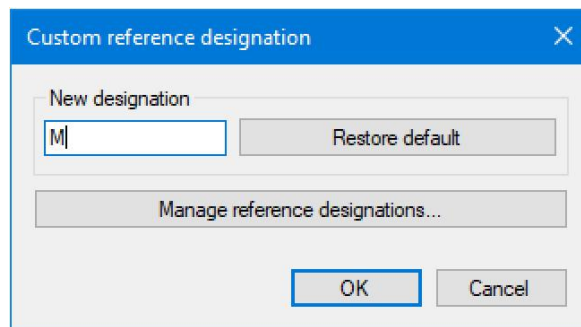 Custom reference designation
New designation
M
Restore default
Manage reference designations...
OK
Cancel